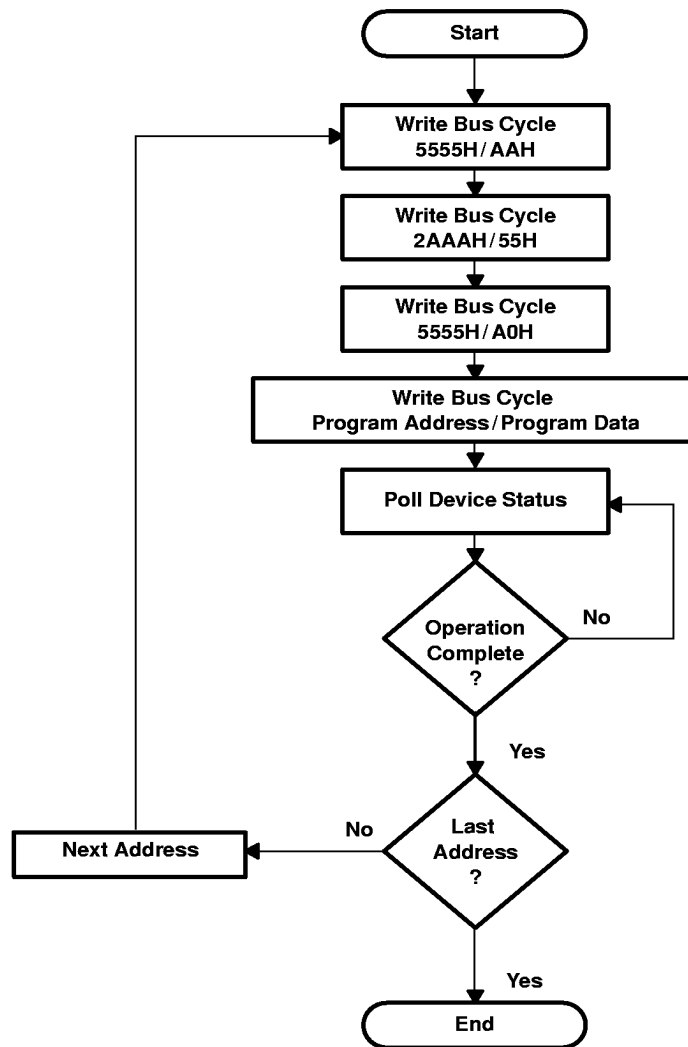 Start
Write Bus Cycle
5555H/AAH
Write Bus Cycle
2AAAH/55H
Write Bus Cycle
5555H/A0H
Write Bus Cycle
Program Address/Program Data
Poll Device Status
Operation
Complete
?
No
Yes
Last
Address
?
No
Next Address
Yes
End